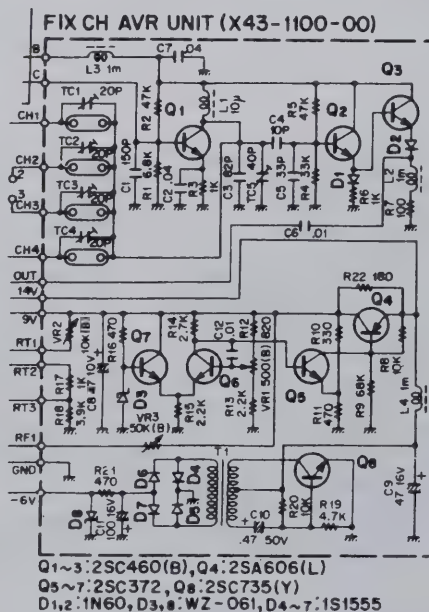 FIX CH AVR UNIT (X43-1100-00)
B
L3 1m
C7 .04
C
TC1 20P
CH1
TC2 20P
CH2
2
3
TC3 20P
CH3
TC4 20P
CH4
C1 150P
R2 47K
R1 6.8K
Q1
L1 10μ
C2 .04
R3 1K
C3 82P
TC5 40P
C4 10P
C5 33P
R5 47K
R4 33K
Q2
D1
R6 1K
Q3
D2
L2 1m
R7 100
C6 .01
OUT
14V
9V
RT1
RT2
RT3
RF1
GND
-6V
VR2 10K(B)
R17 3.9K
R18 1K
C8 47 10V
R16 470
Q7
D3
R14 2.7K
C12 .01
R12 820
Q6
VR1 500(B)
R15 2.2K
R13 2.2K
VR3 50K(B)
R22 180
Q4
R10 330
Q5
R11 470
R8 10K
R9 68K
L4 1m
C9 47 16V
R21 470
D8
C11 100 16V
D6
D4
D7
D5
T1
C10 .47 50V
Q8
R20 10K
R19 4.7K
Q1~3:2SC460(B),Q4:2SA606(L)
Q5~7:2SC372, Q8:2SC735(Y)
D1,2:1N60,D3,8:WZ-061,D4~7:1S1555